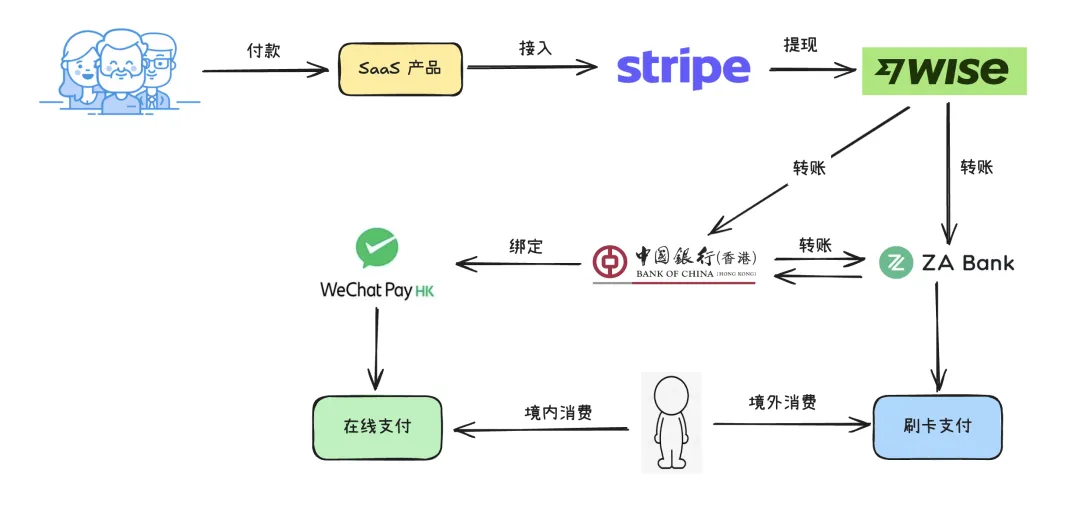 付款
SaaS 产品
接入
stripe
提现
WISE
转账
转账
WeChat Pay HK
绑定
中国銀行(香港)
BANK OF CHINA (HONG KONG)
转账
ZA Bank
在线支付
境内消费
境外消费
刷卡支付